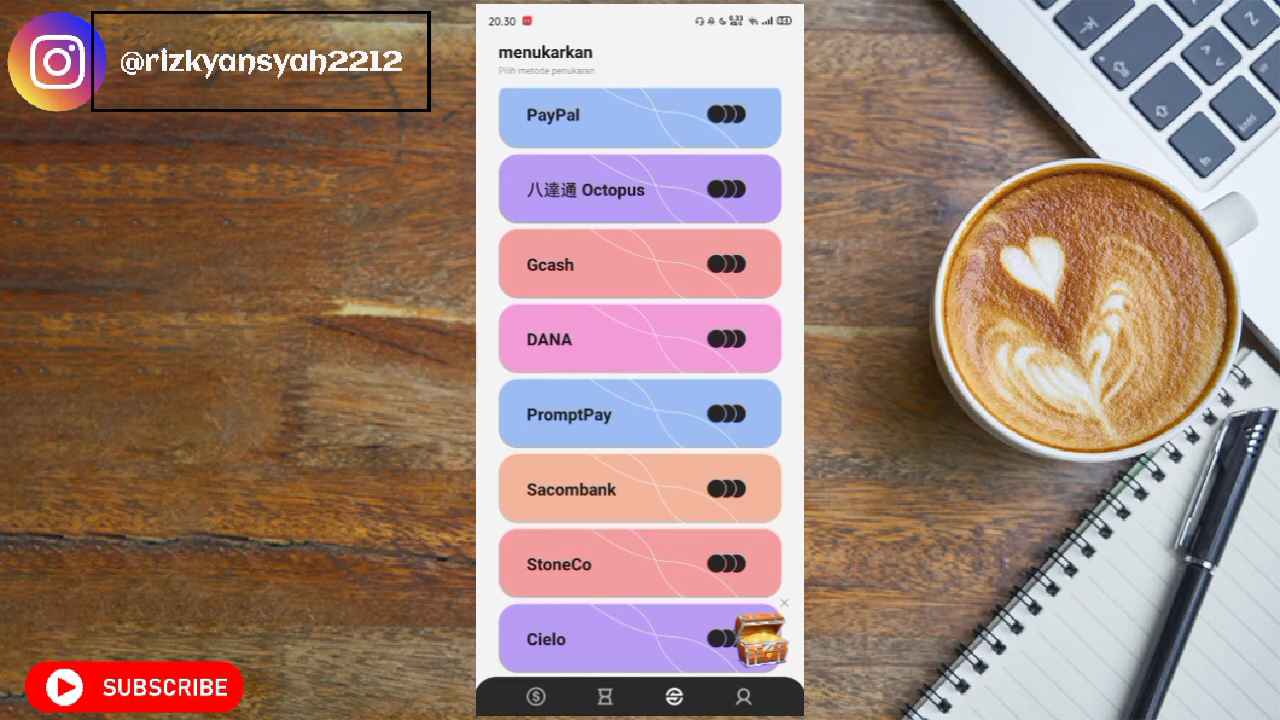 @rizkyansyah2212
20.30
menukarkan
Pilih metode penukaran
PayPal
八達通 Octopus
Gcash
DANA
PromptPay
Sacombank
StoneCo
Cielo
SUBSCRIBE
Z
fn